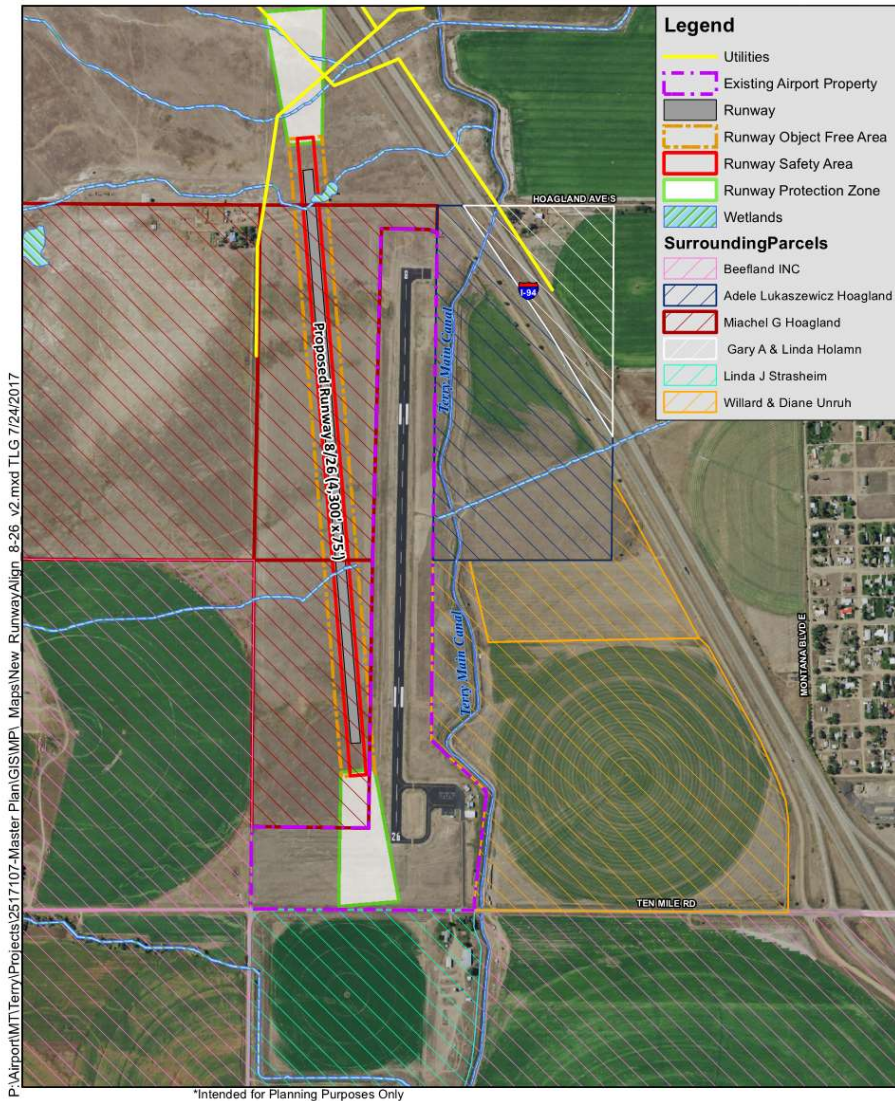 Legend
Utilities
Existing Airport Property
Runway
Runway Object Free Area
Runway Safety Area
Runway Protection Zone
Wetlands
SurroundingParcels
Beefland INC
Adele Lukaszewicz Hoagland
Miachel G Hoagland
Gary A & Linda Holamn
Linda J Strasheim
Willard & Diane Unruh
HOAGLAND AVE S
I-94
Proposed Runway 8/26 (4,300' x 75')
8
Terry Main Canal
Terry Main Canal
MONTANA BLVD E
26
TEN MILE RD
P:\Airport\MT\Terry\Projects\2517107-Master Plan\GIS\MP\_Maps\New_RunwayAlign_8-26_v2.mxd TLG 7/24/2017
*Intended for Planning Purposes Only